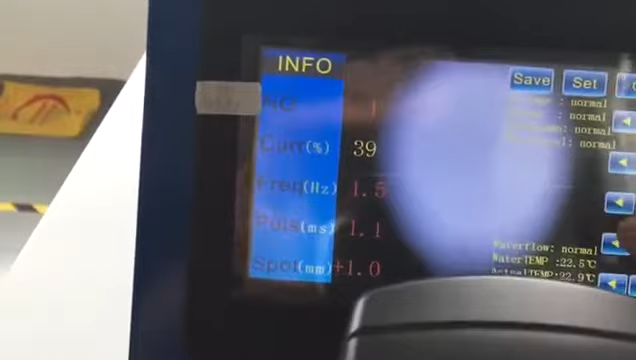 INFO
Save Set
NO 1
: normal
Curr(%) 39
: normal
: normal
: normal
Freq(Hz) 1.5
Puls(ms) 1.1
Waterflow: normal
WaterTEMP :22.5℃
Spot(mm) +1.0
ActualTEMP:22.9℃